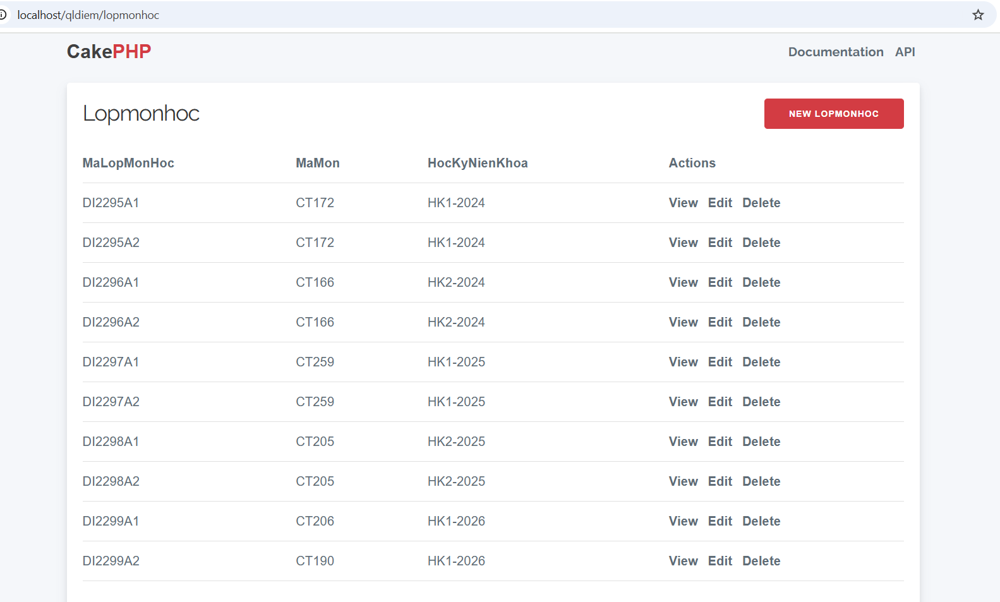 localhost/qldiem/lopmonhoc
CakePHP Documentation API
Lopmonhoc NEW LOPMONHOC
MaLopMonHoc MaMon HocKyNienKhoa Actions
DI2295A1 CT172 HK1-2024 View Edit Delete
DI2295A2 CT172 HK1-2024 View Edit Delete
DI2296A1 CT166 HK2-2024 View Edit Delete
DI2296A2 CT166 HK2-2024 View Edit Delete
DI2297A1 CT259 HK1-2025 View Edit Delete
DI2297A2 CT259 HK1-2025 View Edit Delete
DI2298A1 CT205 HK2-2025 View Edit Delete
DI2298A2 CT205 HK2-2025 View Edit Delete
DI2299A1 CT206 HK1-2026 View Edit Delete
DI2299A2 CT190 HK1-2026 View Edit Delete